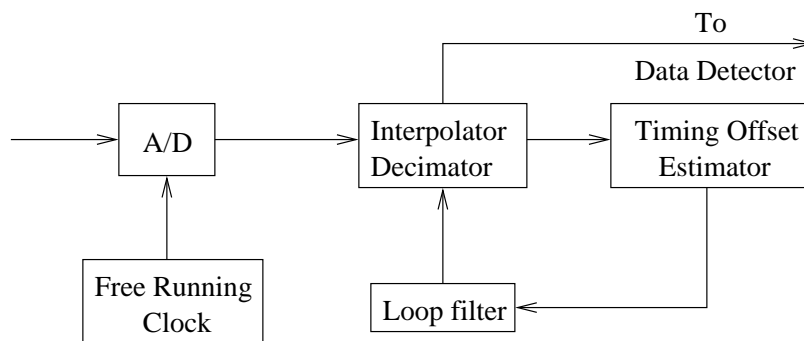 To
Data Detector
A/D
Interpolator
Decimator
Timing Offset
Estimator
Free Running
Clock
Loop filter